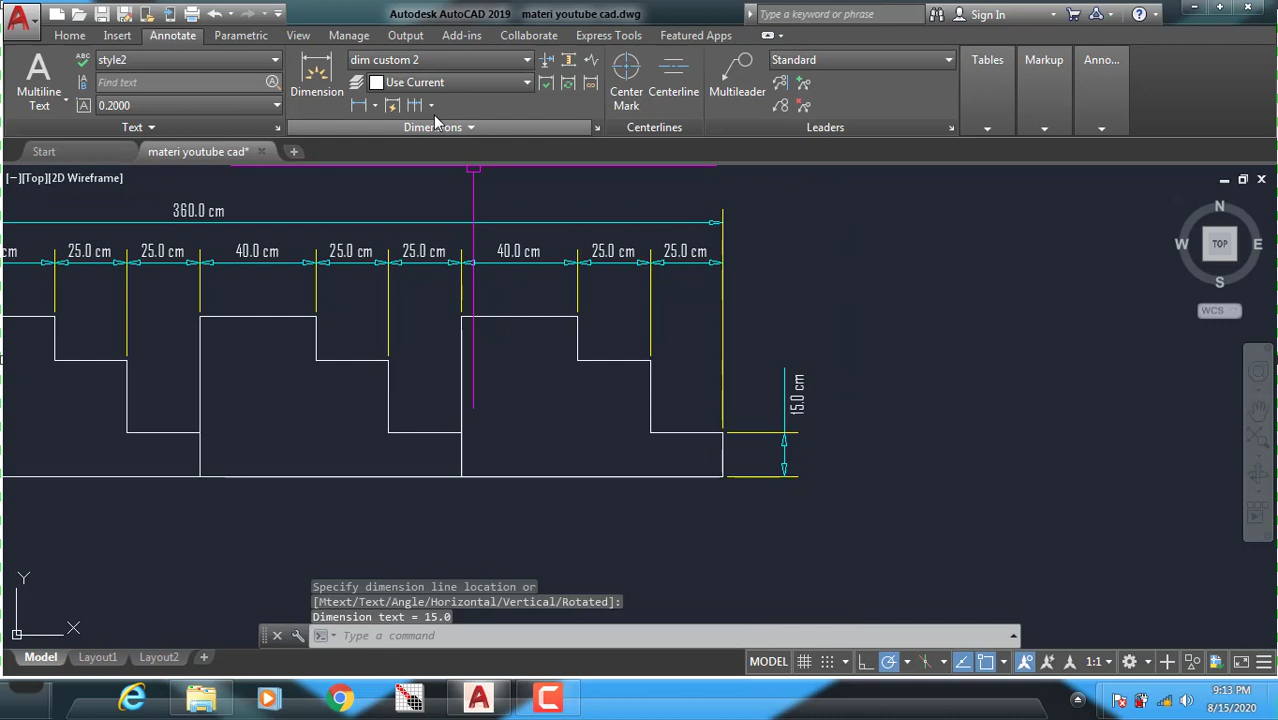 Autodesk AutoCAD 2019 materi youtube cad.dwg
Type a keyword or phrase
Sign In
Home Insert Annotate Parametric View Manage Output Add-ins Collaborate Express Tools Featured Apps
Multiline Text
style2
Find text
0.2000
Text
Dimension
dim custom 2
Use Current
Dimensions
Center Mark
Centerline
Centerlines
Multileader
Standard
Leaders
Tables
Markup
Anno...
Start
materi youtube cad*
[−][Top][2D Wireframe]
360.0 cm
cm 25.0 cm 25.0 cm 40.0 cm 25.0 cm 25.0 cm 40.0 cm 25.0 cm 25.0 cm
15.0 cm
N
W TOP E
S
WCS
Y
X
Specify dimension line location or
[Mtext/Text/Angle/Horizontal/Vertical/Rotated]:
Dimension text = 15.0
Type a command
Model Layout1 Layout2
MODEL
1:1
9:13 PM
8/15/2020